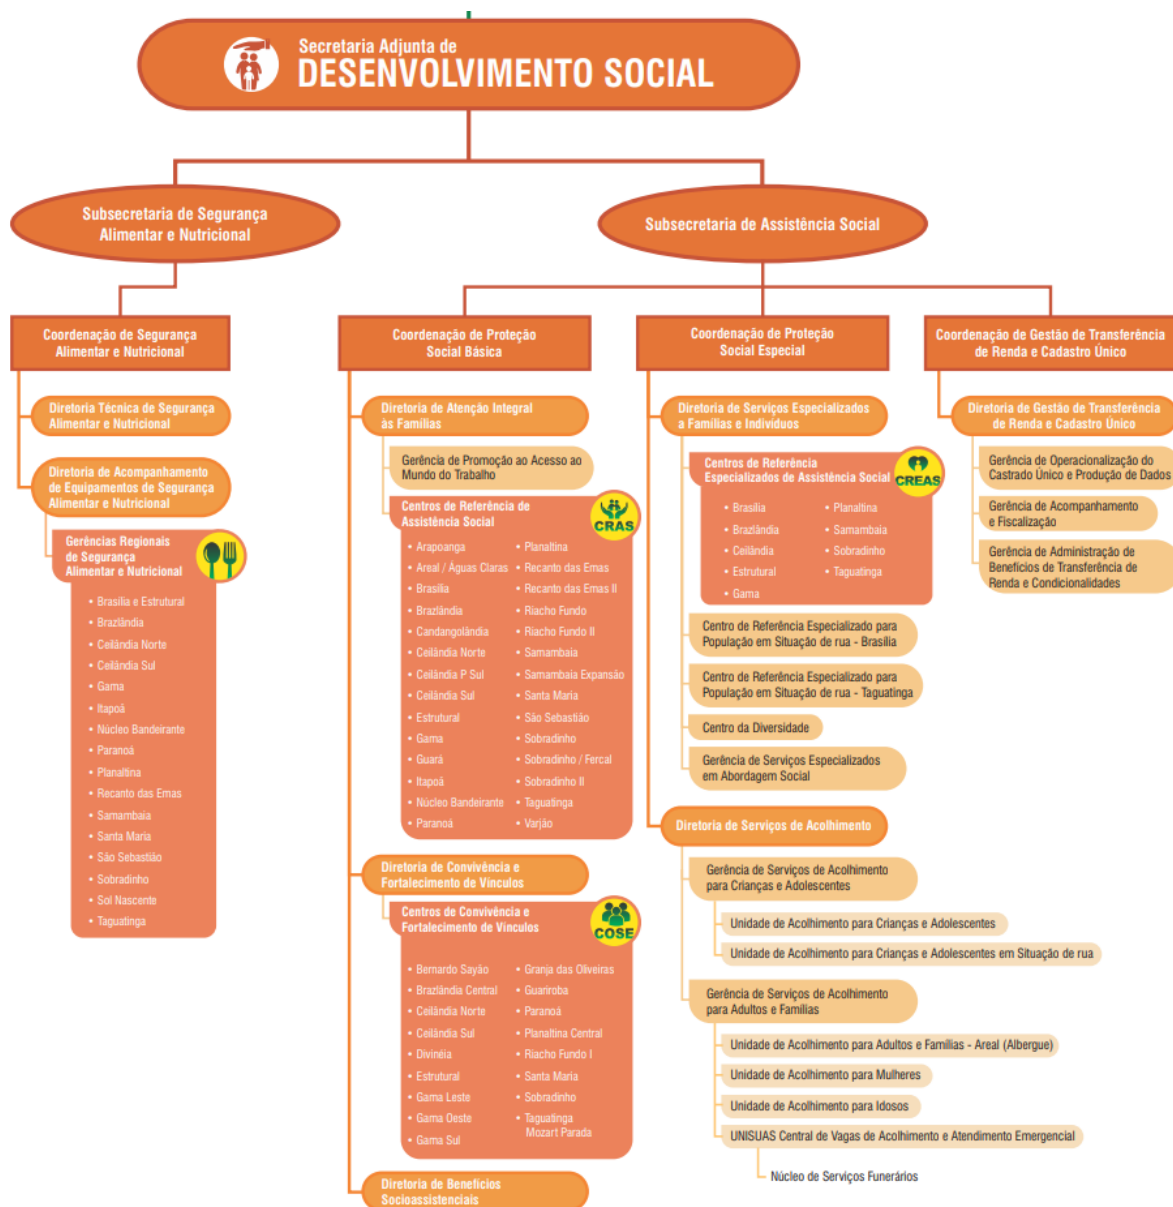 Secretaria Adjunta de
DESENVOLVIMENTO SOCIAL
Subsecretaria de Segurança
Alimentar e Nutricional
Subsecretaria de Assistência Social
Coordenação de Segurança
Alimentar e Nutricional
Diretoria Técnica de Segurança
Alimentar e Nutricional
Diretoria de Acompanhamento
de Equipamentos de Segurança
Alimentar e Nutricional
Gerências Regionais
de Segurança
Alimentar e Nutricional
• Brasília e Estrutural
• Brazlândia
• Ceilândia Norte
• Ceilândia Sul
• Gama
• Itapoã
• Núcleo Bandeirante
• Paranoá
• Planaltina
• Recanto das Emas
• Samambaia
• Santa Maria
• São Sebastião
• Sobradinho
• Sol Nascente
• Taguatinga
Coordenação de Proteção
Social Básica
Diretoria de Atenção Integral
às Famílias
Gerência de Promoção ao Acesso ao
Mundo do Trabalho
Centros de Referência de
Assistência Social
CRAS
• Arapoanga
• Areal / Águas Claras
• Brasília
• Brazlândia
• Candangolândia
• Ceilândia Norte
• Ceilândia P Sul
• Ceilândia Sul
• Estrutural
• Gama
• Guará
• Itapoã
• Núcleo Bandeirante
• Paranoá
• Planaltina
• Recanto das Emas
• Recanto das Emas II
• Riacho Fundo
• Riacho Fundo II
• Samambaia
• Samambaia Expansão
• Santa Maria
• São Sebastião
• Sobradinho
• Sobradinho / Fercal
• Sobradinho II
• Taguatinga
• Varjão
Diretoria de Convivência e
Fortalecimento de Vínculos
Centros de Convivência e
Fortalecimento de Vínculos
COSE
• Bernardo Sayão
• Brazlândia Central
• Ceilândia Norte
• Ceilândia Sul
• Divinéia
• Estrutural
• Gama Leste
• Gama Oeste
• Gama Sul
• Granja das Oliveiras
• Guariroba
• Paranoá
• Planaltina Central
• Riacho Fundo I
• Santa Maria
• Sobradinho
• Taguatinga
Mozart Parada
Diretoria de Benefícios
Socioassistenciais
Coordenação de Proteção
Social Especial
Diretoria de Serviços Especializados
a Famílias e Indivíduos
Centros de Referência
Especializados de Assistência Social
CREAS
• Brasília
• Brazlândia
• Ceilândia
• Estrutural
• Gama
• Planaltina
• Samambaia
• Sobradinho
• Taguatinga
Centro de Referência Especializado para
População em Situação de rua - Brasília
Centro de Referência Especializado para
População em Situação de rua - Taguatinga
Centro da Diversidade
Gerência de Serviços Especializados
em Abordagem Social
Diretoria de Serviços de Acolhimento
Gerência de Serviços de Acolhimento
para Crianças e Adolescentes
Unidade de Acolhimento para Crianças e Adolescentes
Unidade de Acolhimento para Crianças e Adolescentes em Situação de rua
Gerência de Serviços de Acolhimento
para Adultos e Famílias
Unidade de Acolhimento para Adultos e Famílias - Areal (Albergue)
Unidade de Acolhimento para Mulheres
Unidade de Acolhimento para Idosos
UNISUAS Central de Vagas de Acolhimento e Atendimento Emergencial
Núcleo de Serviços Funerários
Coordenação de Gestão de Transferência
de Renda e Cadastro Único
Diretoria de Gestão de Transferência
de Renda e Cadastro Único
Gerência de Operacionalização do
Castrado Único e Produção de Dados
Gerência de Acompanhamento
e Fiscalização
Gerência de Administração de
Benefícios de Transferência de
Renda e Condicionalidades